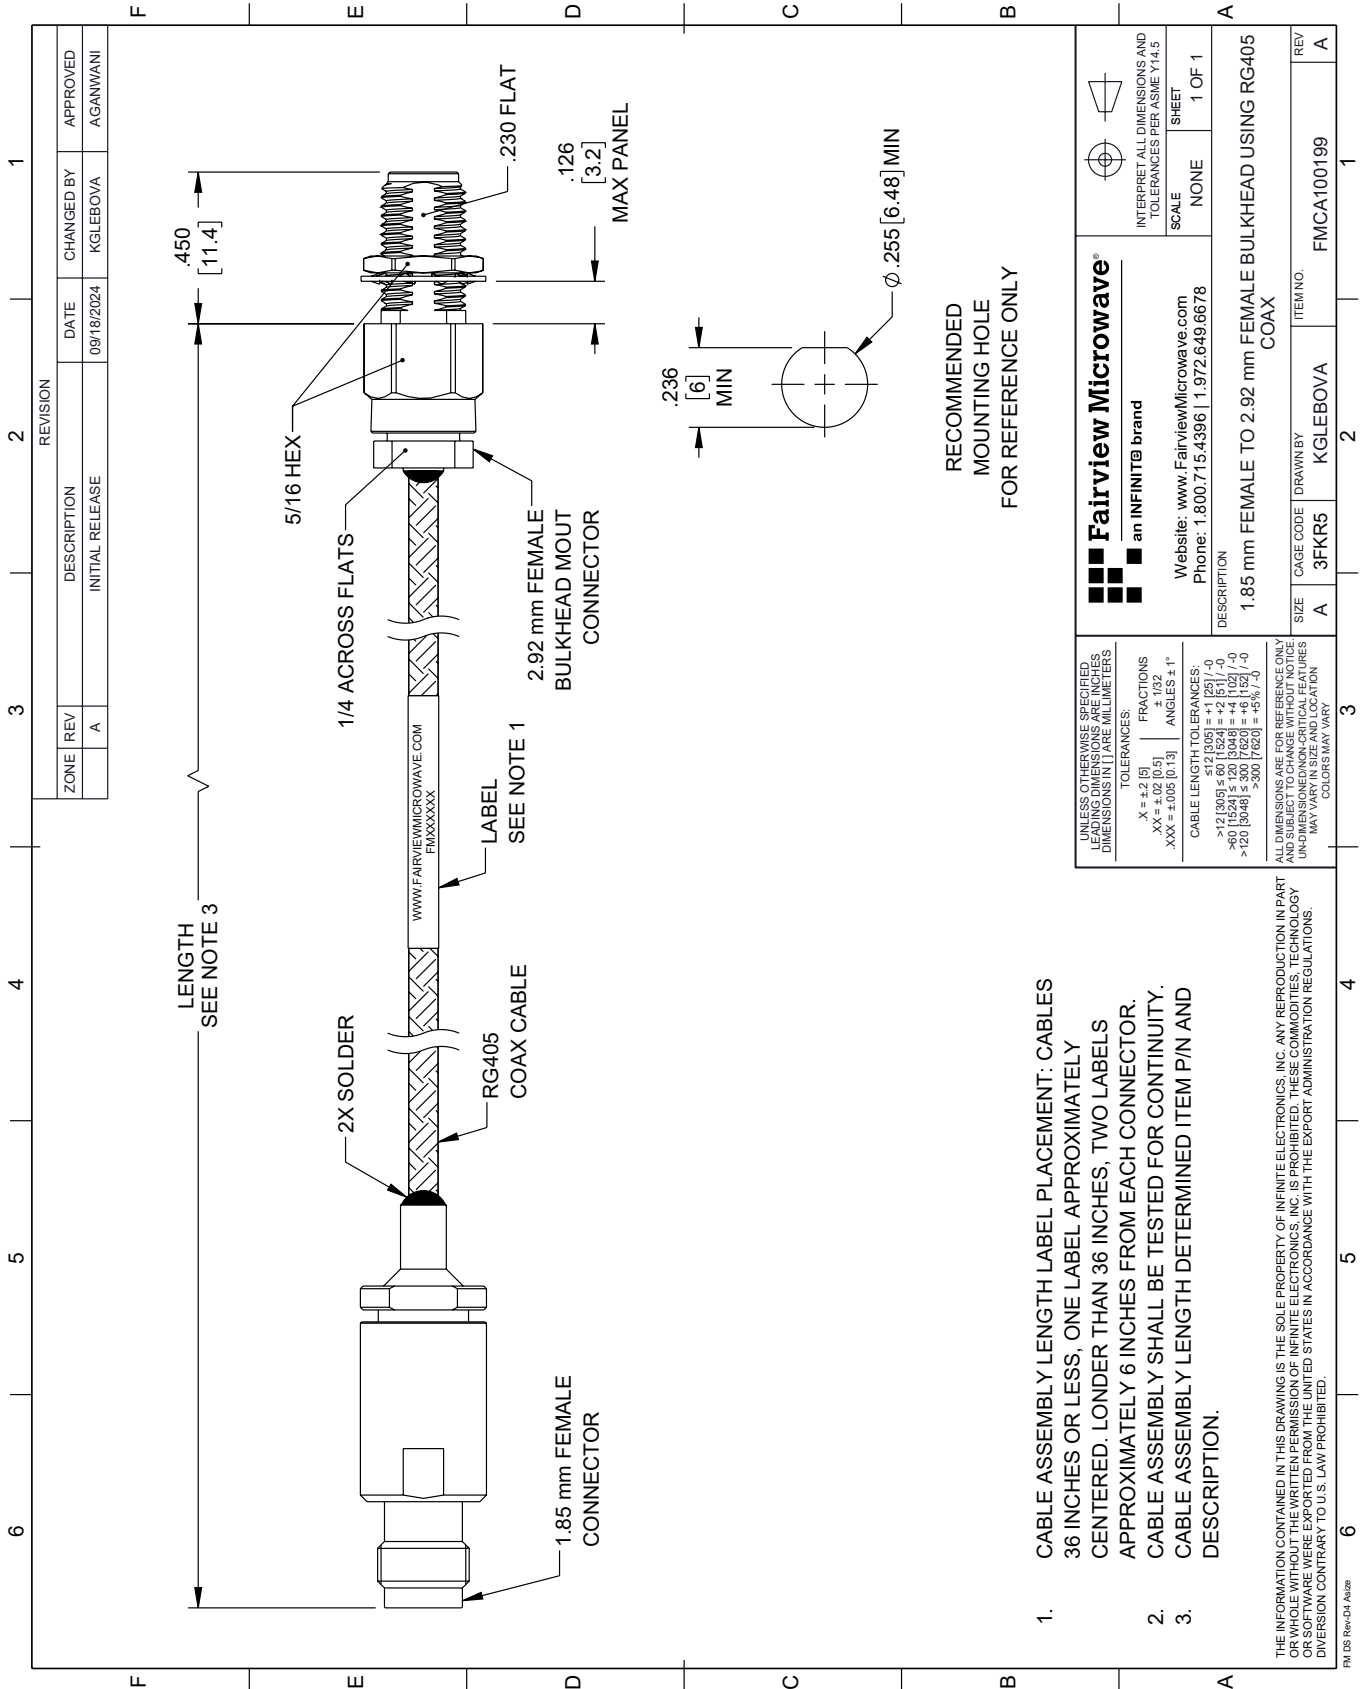 REVISION
ZONE REV DESCRIPTION DATE CHANGED BY APPROVED
A INITIAL RELEASE 09/18/2024 KGLEBOVA AGANWANI
6 5 4 3 2 1
F
E
D
C
B
A
LENGTH
SEE NOTE 3
.450
[11.4]
2X SOLDER
1/4 ACROSS FLATS
5/16 HEX
.230 FLAT
.126
[3.2]
MAX PANEL
WWW.FAIRVIEWMICROWAVE.COM
FMXXXXXX
1.85 mm FEMALE
CONNECTOR
RG405
COAX CABLE
LABEL
SEE NOTE 1
2.92 mm FEMALE
BULKHEAD MOUT
CONNECTOR
.236
[6]
MIN
Ø.255[6.48]MIN
RECOMMENDED
MOUNTING HOLE
FOR REFERENCE ONLY
1. CABLE ASSEMBLY LENGTH LABEL PLACEMENT: CABLES
36 INCHES OR LESS, ONE LABEL APPROXIMATELY
CENTERED. LONDER THAN 36 INCHES, TWO LABELS
APPROXIMATELY 6 INCHES FROM EACH CONNECTOR.
2. CABLE ASSEMBLY SHALL BE TESTED FOR CONTINUITY.
3. CABLE ASSEMBLY LENGTH DETERMINED ITEM P/N AND
DESCRIPTION.
THE INFORMATION CONTAINED IN THIS DRAWING IS THE SOLE PROPERTY OF INFINITE ELECTRONICS, INC. ANY REPRODUCTION IN PART
OR WHOLE WITHOUT THE WRITTEN PERMISSION OF INFINITE ELECTRONICS, INC. IS PROHIBITED. THESE COMMODITIES, TECHNOLOGY
OR SOFTWARE WERE EXPORTED FROM THE UNITED STATES IN ACCORDANCE WITH THE EXPORT ADMINISTRATION REGULATIONS.
DIVERSION CONTRARY TO U.S. LAW PROHIBITED.
UNLESS OTHERWISE SPECIFIED
LEADING DIMENSIONS ARE INCHES
DIMENSIONS IN [ ] ARE MILLIMETERS
TOLERANCES:
.X = ±.2 [5] FRACTIONS
.XX = ±.02 [0.5] ± 1/32
.XXX = ±.005 [0.13] ANGLES ± 1°
CABLE LENGTH TOLERANCES:
≤12 [305] = +1 [25] / -0
>12 [305] ≤ 60 [1524] = +2 [51] / -0
>60 [1524] ≤ 120 [3048] = +4 [102] / -0
>120 [3048] ≤ 300 [7620] = +6 [152] / -0
>300 [7620] = +5% / -0
ALL DIMENSIONS ARE FOR REFERENCE ONLY
AND SUBJECT TO CHANGE WITHOUT NOTICE.
UN-DIMENSIONED/NON-CRITICAL FEATURES
MAY VARY IN SIZE AND LOCATION
COLORS MAY VARY
Fairview Microwave®
an INFINIT@ brand
Website: www.FairviewMicrowave.com
Phone: 1.800.715.4396 | 1.972.649.6678
INTERPRET ALL DIMENSIONS AND
TOLERANCES PER ASME Y14.5
SCALE SHEET
NONE 1 OF 1
DESCRIPTION
1.85 mm FEMALE TO 2.92 mm FEMALE BULKHEAD USING RG405
COAX
SIZE CAGE CODE DRAWN BY ITEM NO. REV
A 3FKR5 KGLEBOVA FMCA100199 A
6 5 4 3 2 1
F
E
D
C
B
A
FM DS Rev-D4 Asize